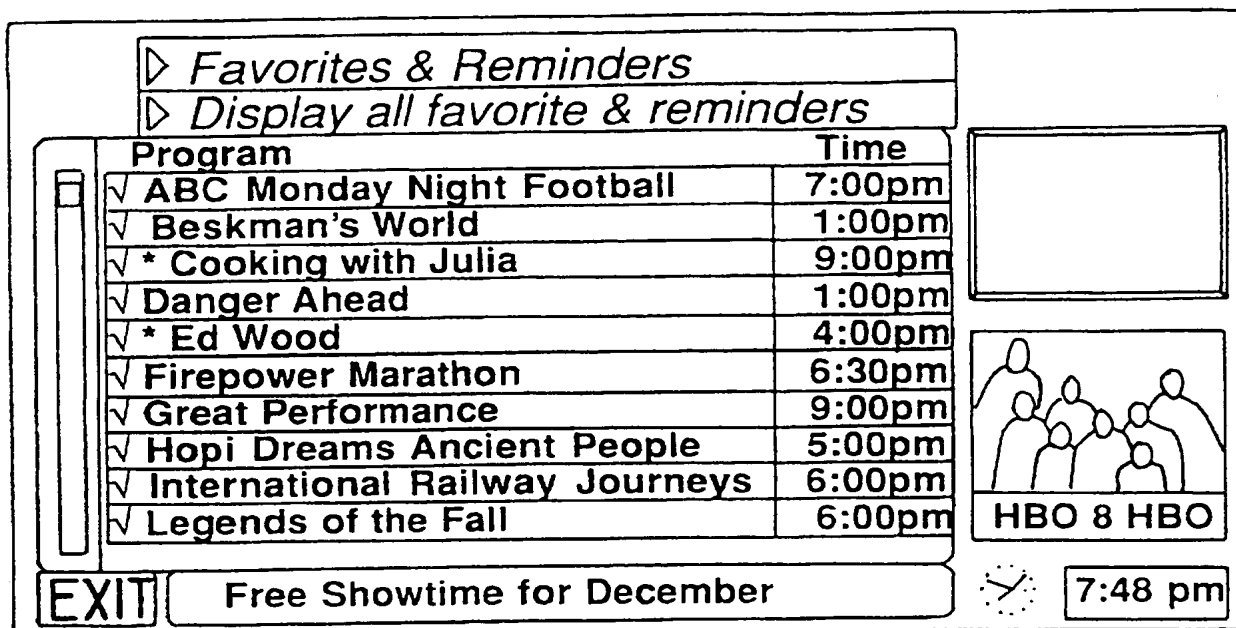 ▷ Favorites & Reminders
▷ Display all favorite & reminders
Program Time
√ ABC Monday Night Football 7:00pm
√ Beskman's World 1:00pm
√ * Cooking with Julia 9:00pm
√ Danger Ahead 1:00pm
√ * Ed Wood 4:00pm
√ Firepower Marathon 6:30pm
√ Great Performance 9:00pm
√ Hopi Dreams Ancient People 5:00pm
√ International Railway Journeys 6:00pm
√ Legends of the Fall 6:00pm
HBO 8 HBO
EXIT Free Showtime for December 7:48 pm